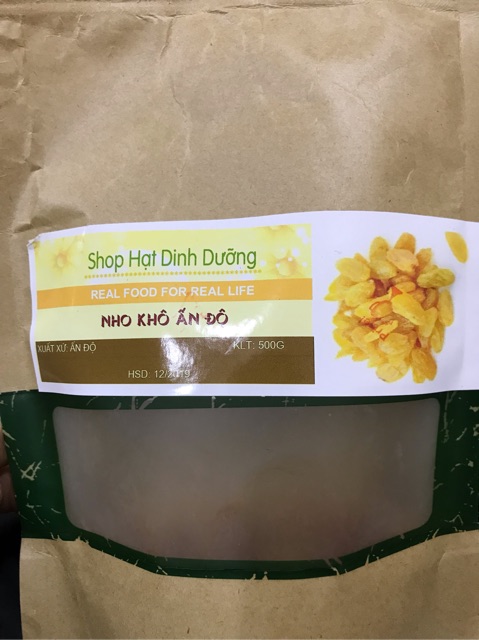 Shop Hạt Dinh Dưỡng
REAL FOOD FOR REAL LIFE
NHO KHÔ ẤN ĐÔ
XUẤT XỨ: ẤN ĐỘ
KLT: 500G
HSD: 12/2019